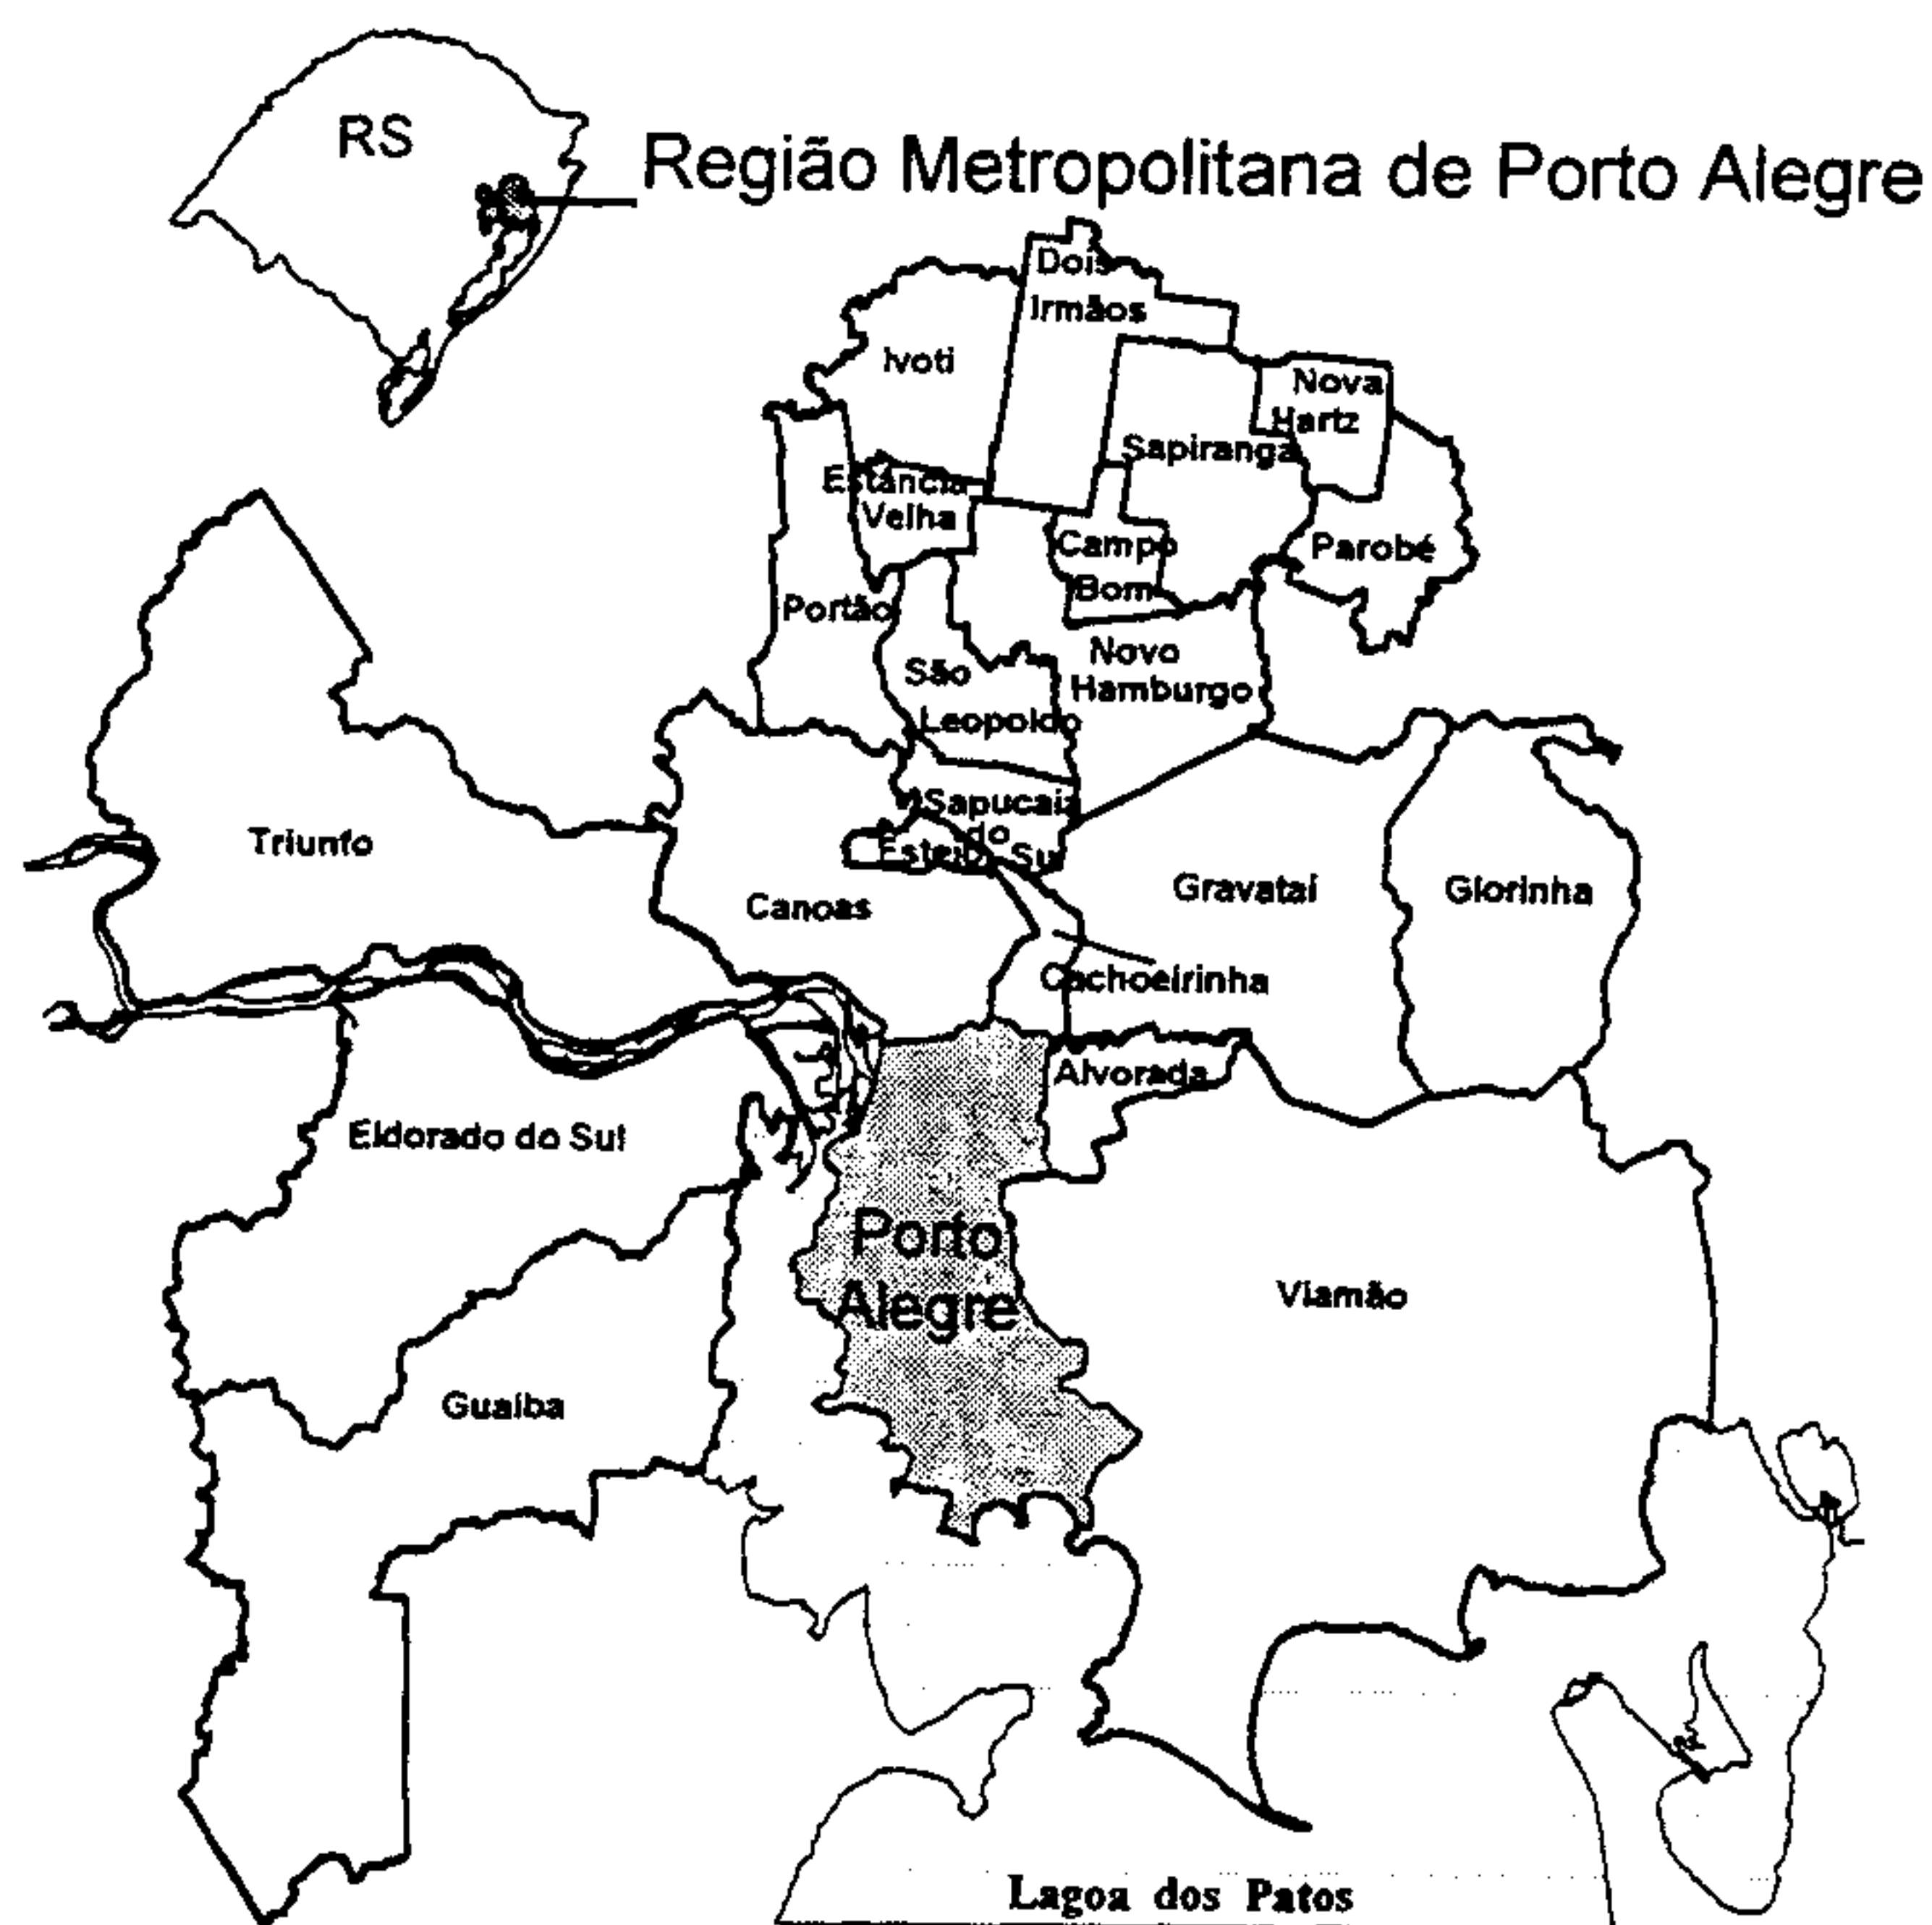 RS
Região Metropolitana de Porto Alegre
Dois
Irmãos
Ivoti
Nova
Hartz
Sapiranga
Estancia
Velha
Campo
Bom
Parobé
Portão
Novo
Hamburgo
São
Leopoldo
Sapucaia
do
Sul
Esteio
Triunfo
Canoas
Gravataí
Glorinha
Cachoeirinha
Alvorada
Eldorado do Sul
Porto
Alegre
Viamão
Guaíba
Lagoa dos Patos